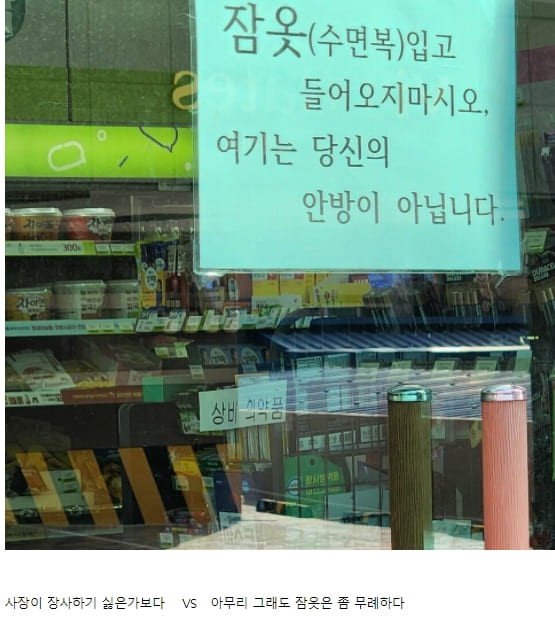 잠옷(수면복)입고
들어오지마시오,
여기는 당신의
안방이 아닙니다.
300
상비 의약품
사장이 장사하기 싫은가보다 VS 아무리 그래도 잠옷은 좀 무례하다